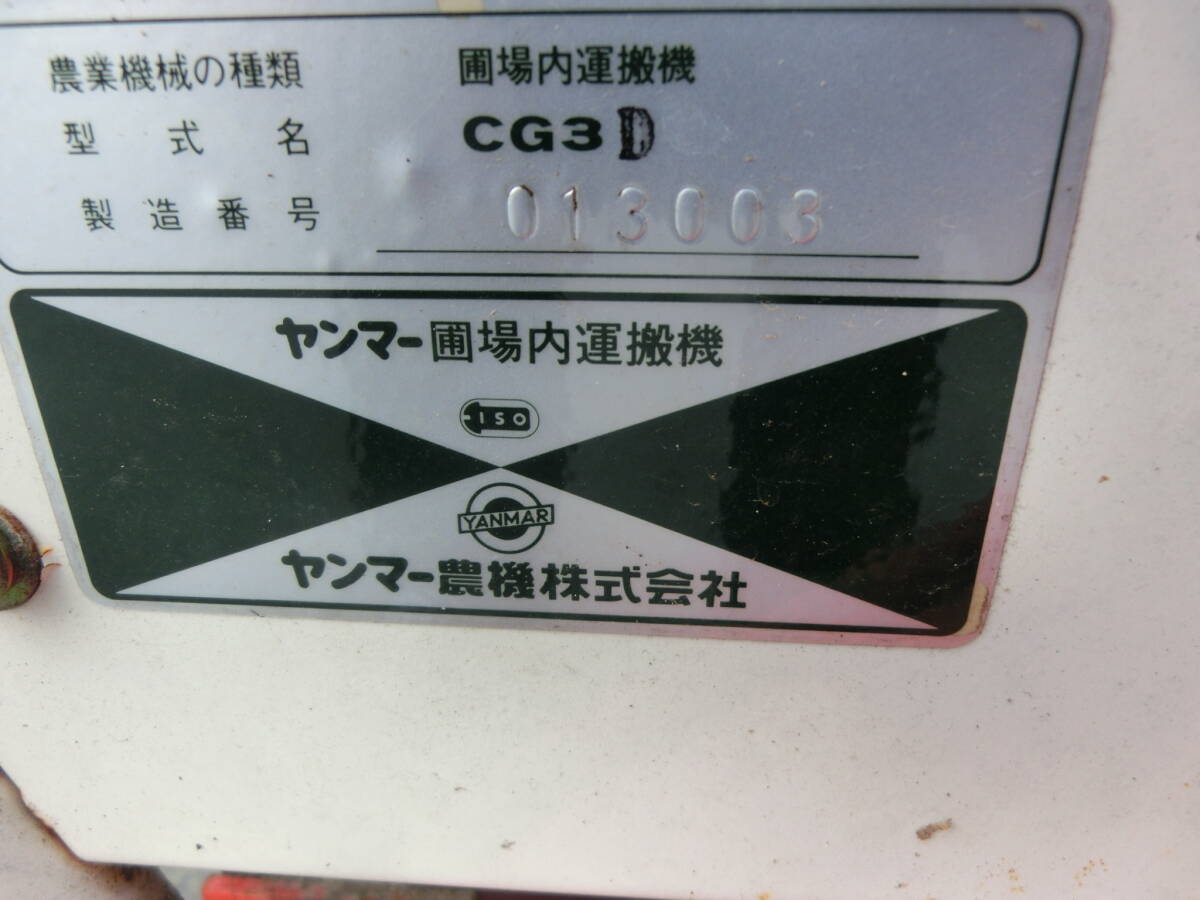 農業機械の種類 圃場内運搬機
型式名 CG3D
製造番号 013003
ヤンマー圃場内運搬機
ISO
YANMAR
ヤンマー農機株式会社